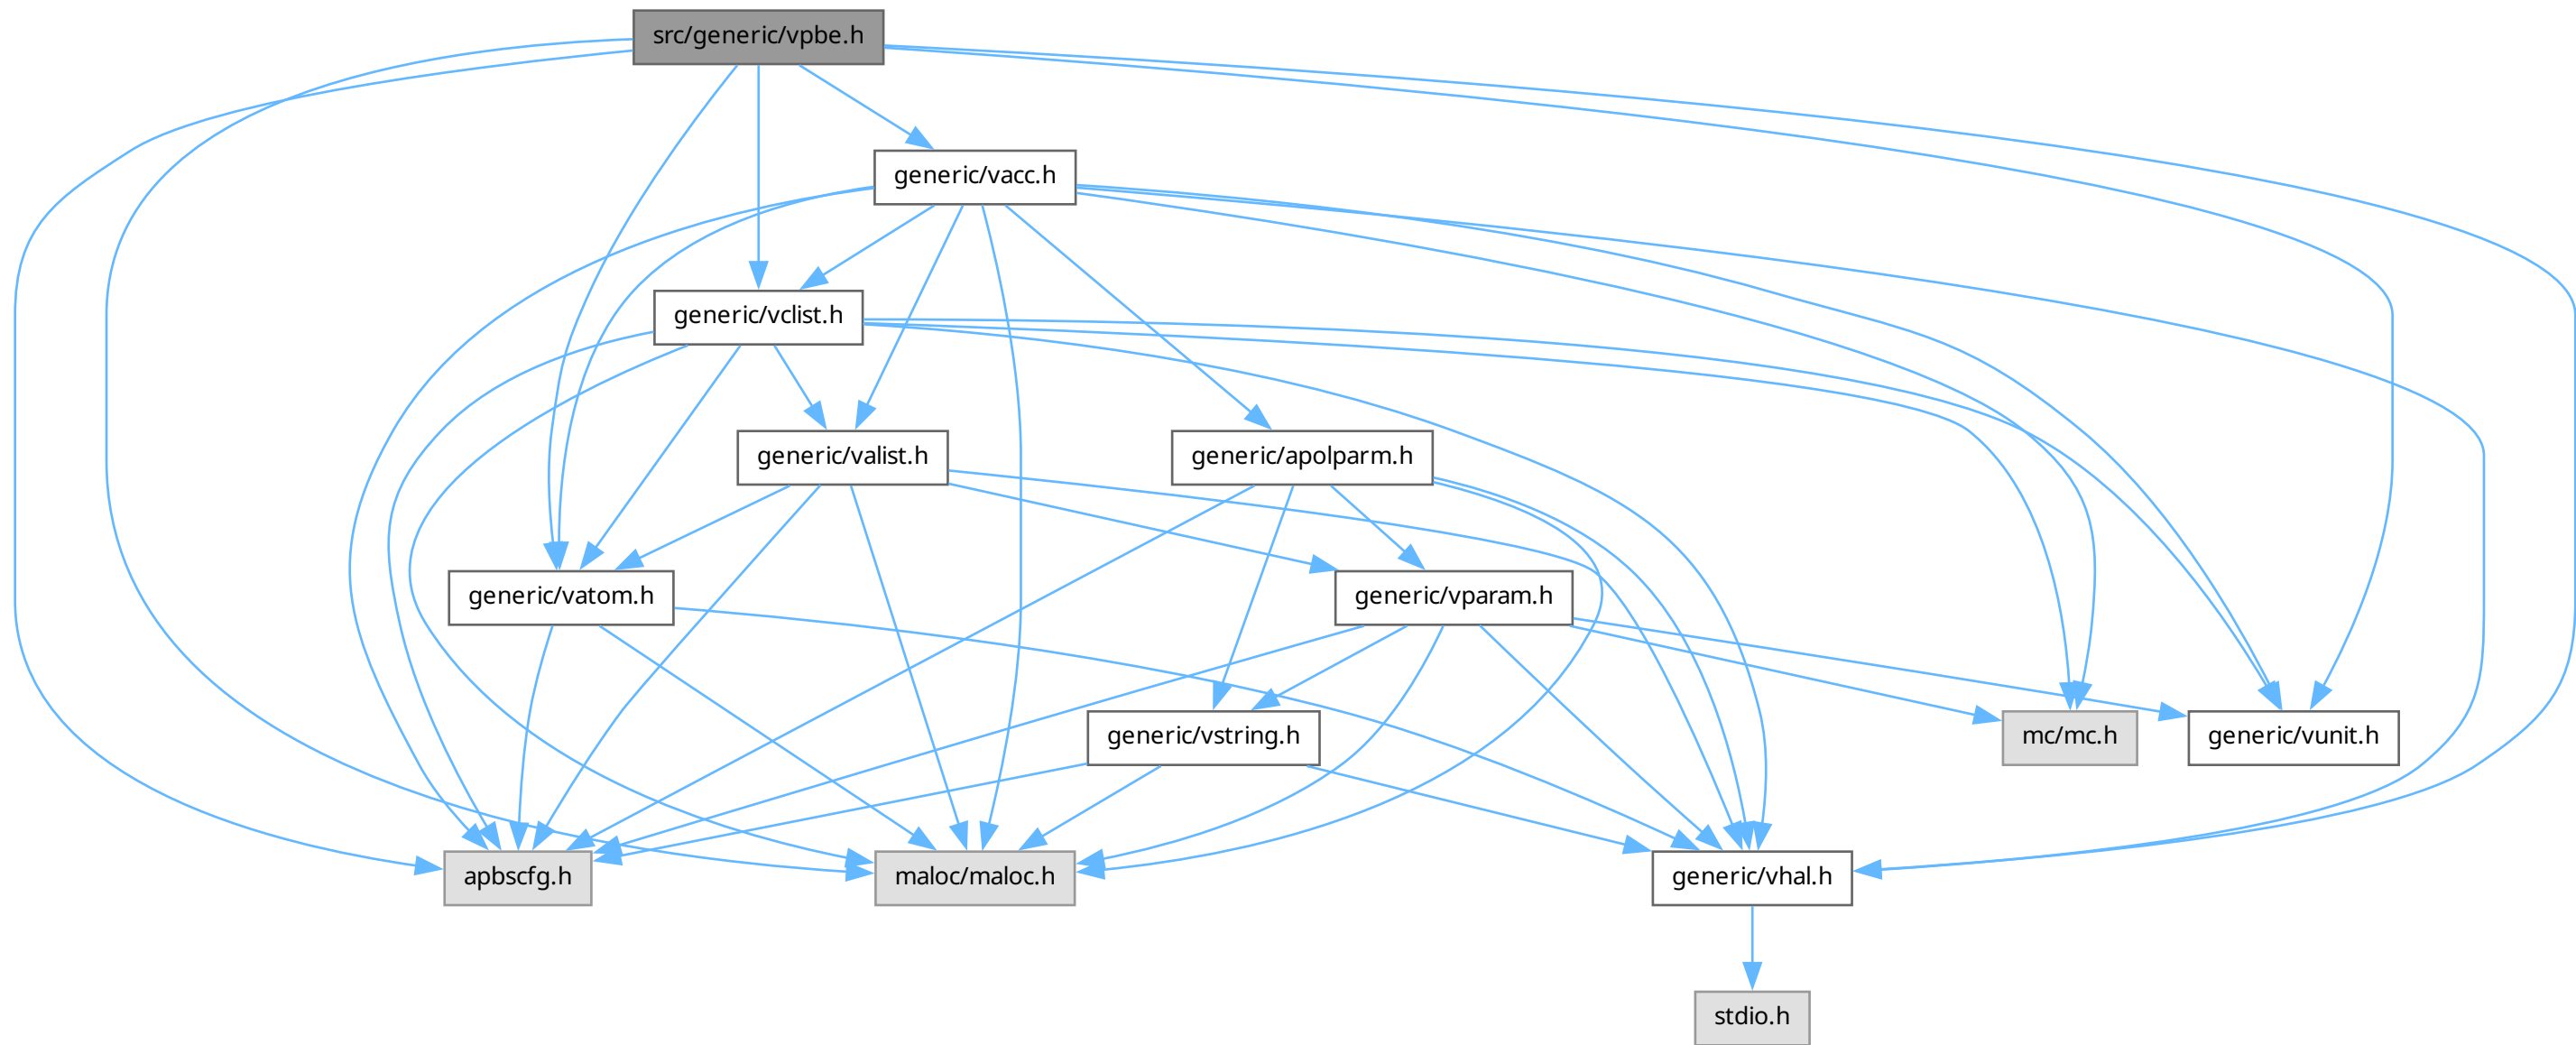 src/generic/vpbe.h
generic/vacc.h
generic/vclist.h
generic/valist.h
generic/apolparm.h
generic/vatom.h
generic/vparam.h
generic/vstring.h
mc/mc.h
generic/vunit.h
apbscfg.h
maloc/maloc.h
generic/vhal.h
stdio.h